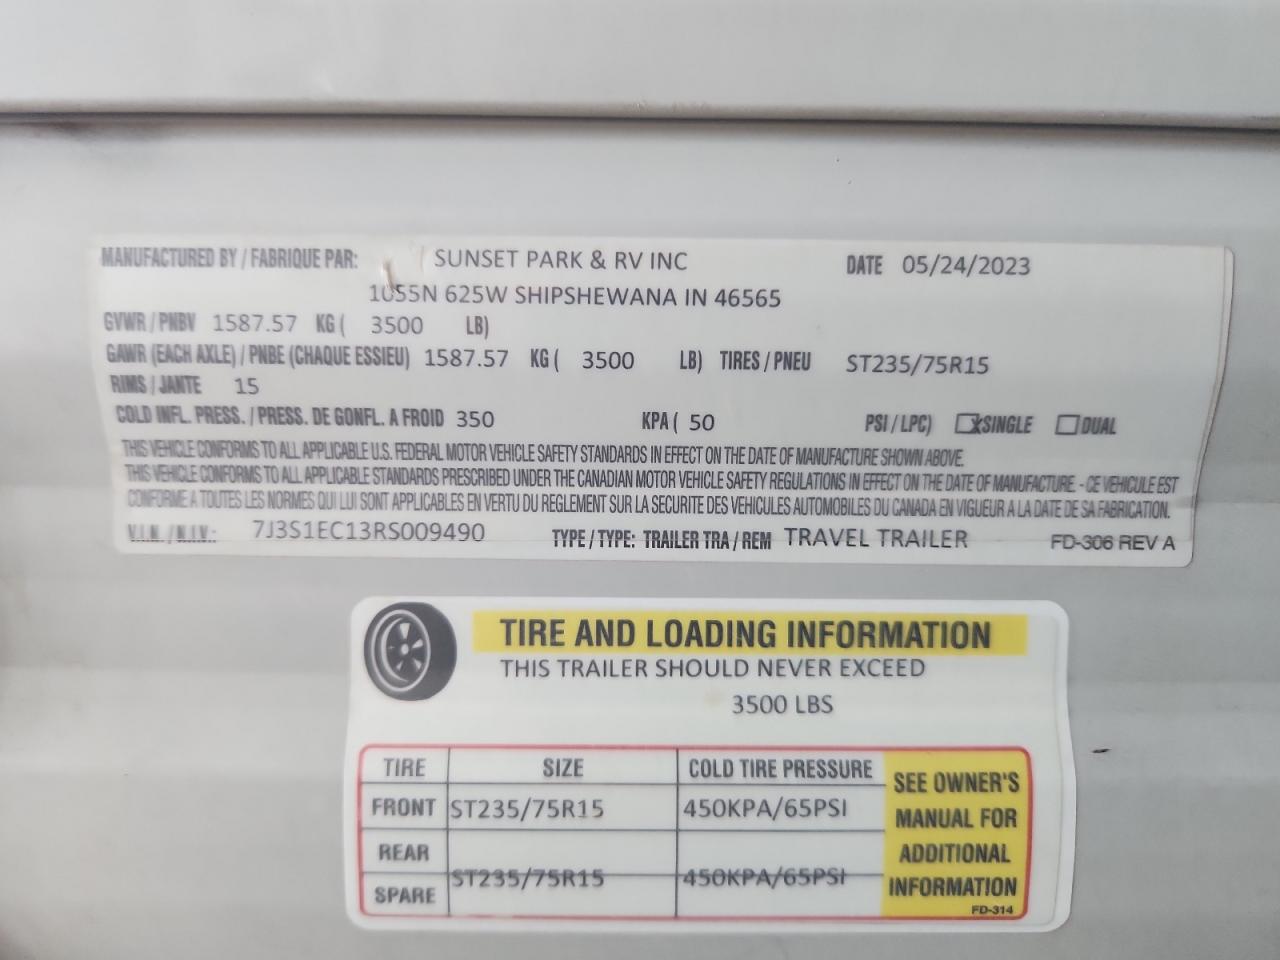 MANUFACTURED BY / FABRIQUE PAR: SUNSET PARK & RV INC DATE 05/24/2023
1055N 625W SHIPSHEWANA IN 46565
GVWR / PNBV 1587.57 KG ( 3500 LB)
GAWR (EACH AXLE) / PNBE (CHAQUE ESSIEU) 1587.57 KG ( 3500 LB) TIRES / PNEU ST235/75R15
RIMS / JANTE 15
COLD INFL. PRESS. / PRESS. DE GONFL. A FROID 350 KPA ( 50 PSI / LPC) X SINGLE DUAL
THIS VEHICLE CONFORMS TO ALL APPLICABLE U.S. FEDERAL MOTOR VEHICLE SAFETY STANDARDS IN EFFECT ON THE DATE OF MANUFACTURE SHOWN ABOVE.
THIS VEHICLE CONFORMS TO ALL APPLICABLE STANDARDS PRESCRIBED UNDER THE CANADIAN MOTOR VEHICLE SAFETY REGULATIONS IN EFFECT ON THE DATE OF MANUFACTURE. - CE VEHICULE EST
CONFORME A TOUTES LES NORMES QUI LUI SONT APPLICABLES EN VERTU DU REGLEMENT SUR LA SECURITE DES VEHICULES AUTOMOBILES DU CANADA EN VIGUEUR A LA DATE DE SA FABRICATION.
V.I.N. / N.I.V.: 7J3S1EC13RS009490 TYPE / TYPE: TRAILER TRA / REM TRAVEL TRAILER FD-306 REV A
TIRE AND LOADING INFORMATION
THIS TRAILER SHOULD NEVER EXCEED
3500 LBS
TIRE SIZE COLD TIRE PRESSURE
FRONT ST235/75R15 450KPA/65PSI
REAR
ST235/75R15 450KPA/65PSI
SPARE
SEE OWNER'S
MANUAL FOR
ADDITIONAL
INFORMATION
FD-314